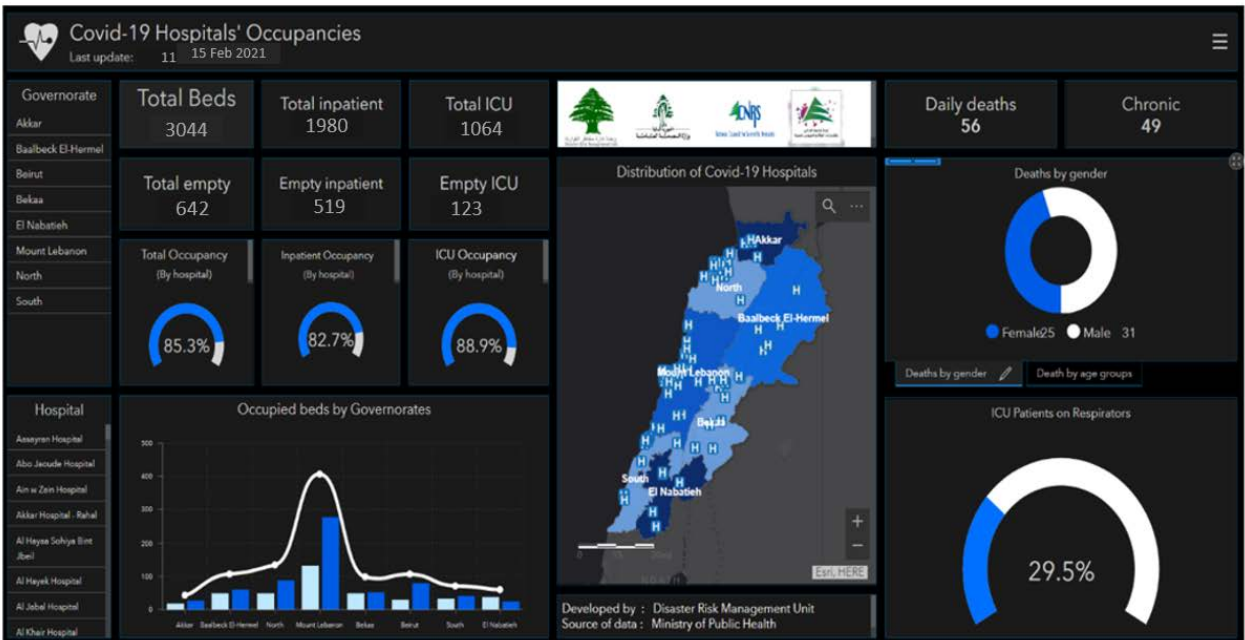 Covid-19 Hospitals' Occupancies
Last update: 11 15 Feb 2021
Governorate
Akkar
Baalbeck El-Hermel
Beirut
Bekaa
El Nabatieh
Mount Lebanon
North
South
Total Beds
3044
Total inpatient
1980
Total ICU
1064
Total empty
642
Empty inpatient
519
Empty ICU
123
Total Occupancy
(By hospital)
85.3%
Inpatient Occupancy
(By hospital)
82.7%
ICU Occupancy
(By hospital)
88.9%
CNRS
Daily deaths
56
Chronic
49
Distribution of Covid-19 Hospitals
Akkar
North
Baalbeck El-Hermel
Mount Lebanon
Bekaa
South
El Nabatieh
Esri, HERE
Developed by : Disaster Risk Management Unit
Source of data : Ministry of Public Health
Deaths by gender
Female 25 Male 31
Deaths by gender
Death by age groups
ICU Patients on Respirators
29.5%
Hospital
Asseyran Hospital
Abo Jaoude Hospital
Ain w Zein Hospital
Akkar Hospital - Rahal
Al Hayaa Sohiya Bint
Jbeil
Al Hayek Hospital
Al Jabal Hospital
Al Khair Hospital
Occupied beds by Governorates
500
400
300
200
100
0
Akkar Baalbeck El-Hermel North Mount Lebanon Bekaa Beirut South El Nabatieh